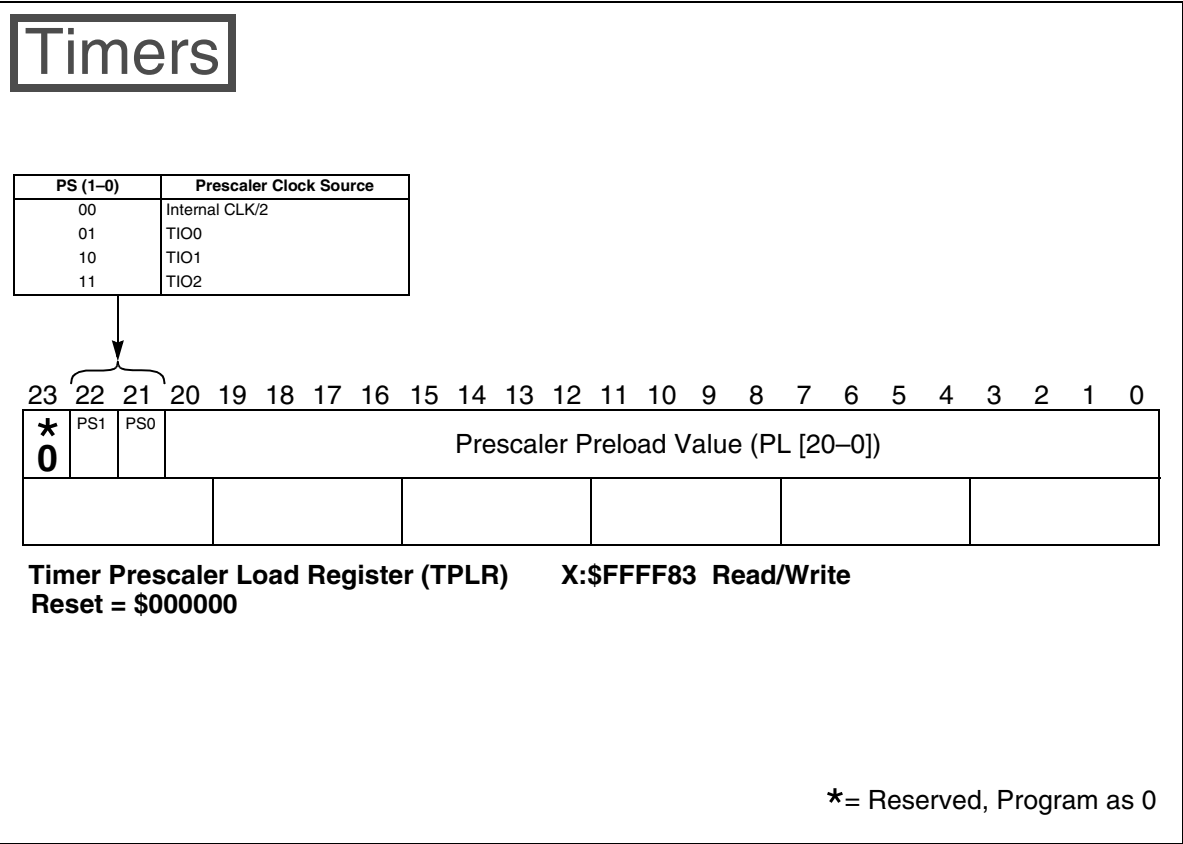 Timers
PS (1–0) Prescaler Clock Source
00 Internal CLK/2
01 TIO0
10 TIO1
11 TIO2
23 22 21 20 19 18 17 16 15 14 13 12 11 10 9 8 7 6 5 4 3 2 1 0
* PS1 PS0 Prescaler Preload Value (PL [20–0])
0
Timer Prescaler Load Register (TPLR) X:$FFFF83 Read/Write
Reset = $000000
*= Reserved, Program as 0